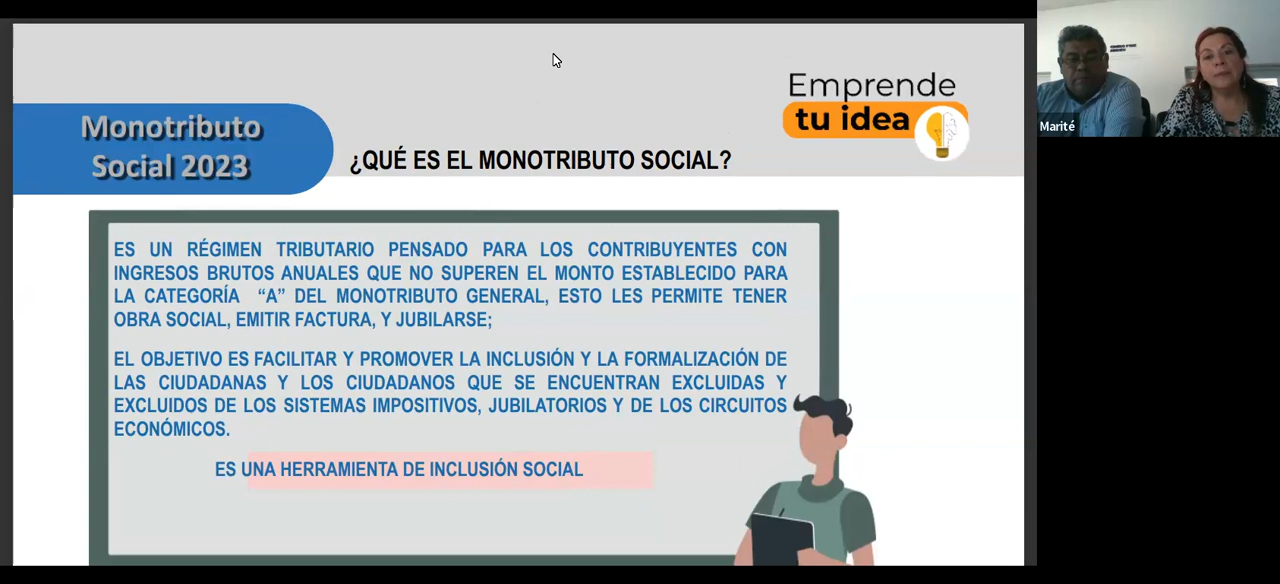 Emprende
tu idea
Monotributo
Social 2023
¿QUÉ ES EL MONOTRIBUTO SOCIAL?
ES UN RÉGIMEN TRIBUTARIO PENSADO PARA LOS CONTRIBUYENTES CON
INGRESOS BRUTOS ANUALES QUE NO SUPEREN EL MONTO ESTABLECIDO PARA
LA CATEGORÍA “A” DEL MONOTRIBUTO GENERAL, ESTO LES PERMITE TENER
OBRA SOCIAL, EMITIR FACTURA, Y JUBILARSE;
EL OBJETIVO ES FACILITAR Y PROMOVER LA INCLUSIÓN Y LA FORMALIZACIÓN DE
LAS CIUDADANAS Y LOS CIUDADANOS QUE SE ENCUENTRAN EXCLUIDAS Y
EXCLUIDOS DE LOS SISTEMAS IMPOSITIVOS, JUBILATORIOS Y DE LOS CIRCUITOS
ECONÓMICOS.
ES UNA HERRAMIENTA DE INCLUSIÓN SOCIAL
Marité